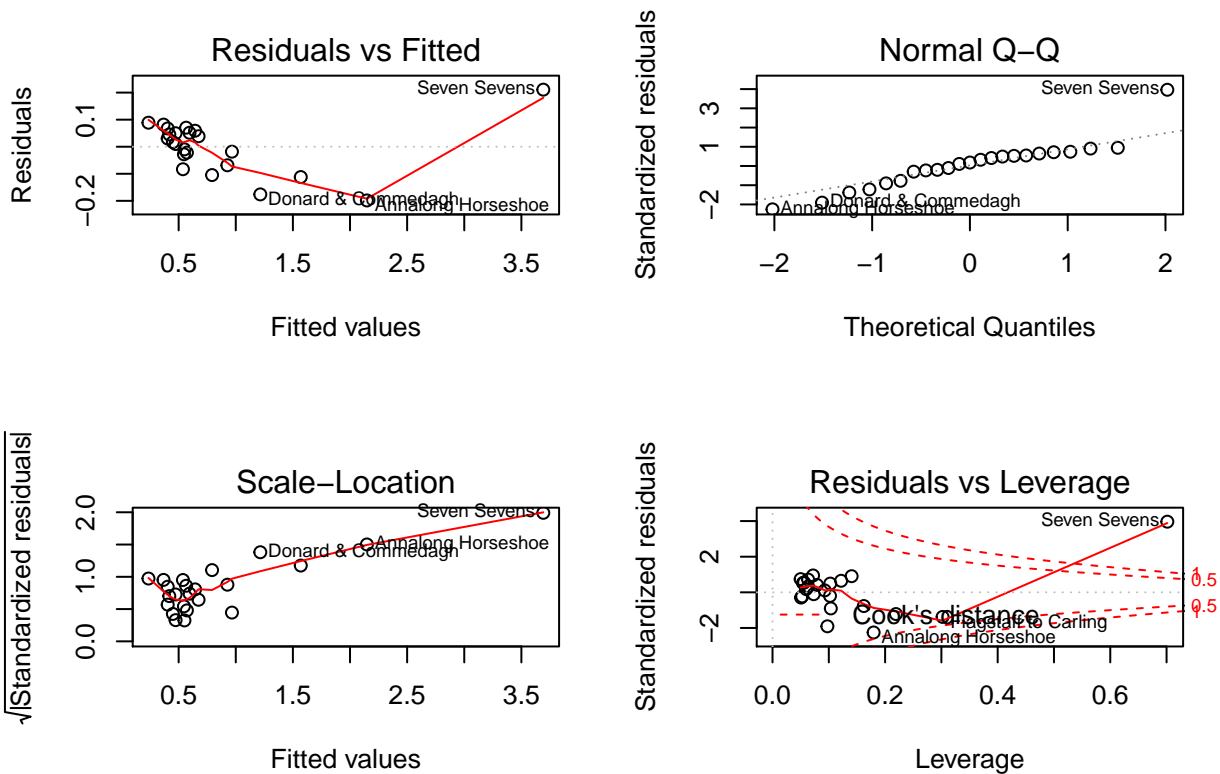 Residuals vs Fitted
Residuals
0.1
−0.2
Seven Sevens
Donard & Commedagh
Annalong Horseshoe
0.5 1.5 2.5 3.5
Fitted values
Normal Q−Q
Standardized residuals
3
1
−2
Seven Sevens
Donard & Commedagh
Annalong Horseshoe
−2 −1 0 1 2
Theoretical Quantiles
Scale−Location
√|Standardized residuals|
2.0
1.0
0.0
Seven Sevens
Annalong Horseshoe
Donard & Commedagh
0.5 1.5 2.5 3.5
Fitted values
Residuals vs Leverage
Standardized residuals
2
−2
Seven Sevens
1
0.5
0.5
1
Cook's distance
Flagstaff to Carling
Annalong Horseshoe
0.0 0.2 0.4 0.6
Leverage